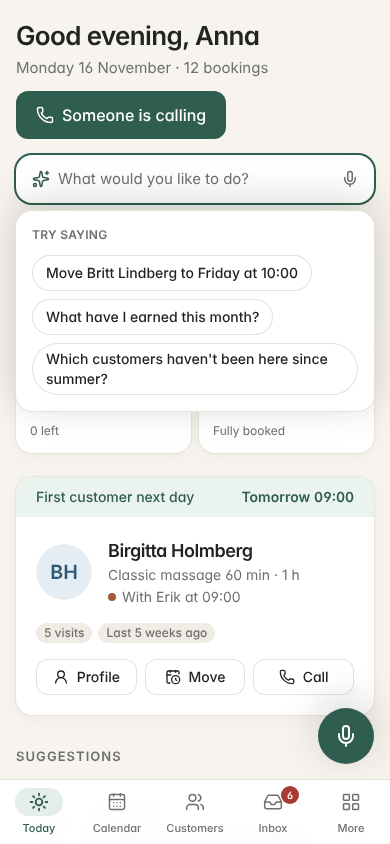 Good evening, Anna
Monday 16 November · 12 bookings
Someone is calling
What would you like to do?
TRY SAYING
Move Britt Lindberg to Friday at 10:00
What have I earned this month?
Which customers haven't been here since
summer?
0 left
Fully booked
First customer next day
Tomorrow 09:00
BH
Birgitta Holmberg
Classic massage 60 min · 1 h
With Erik at 09:00
5 visits
Last 5 weeks ago
Profile
Move
Call
SUGGESTIONS
6
Today
Calendar
Customers
Inbox
More